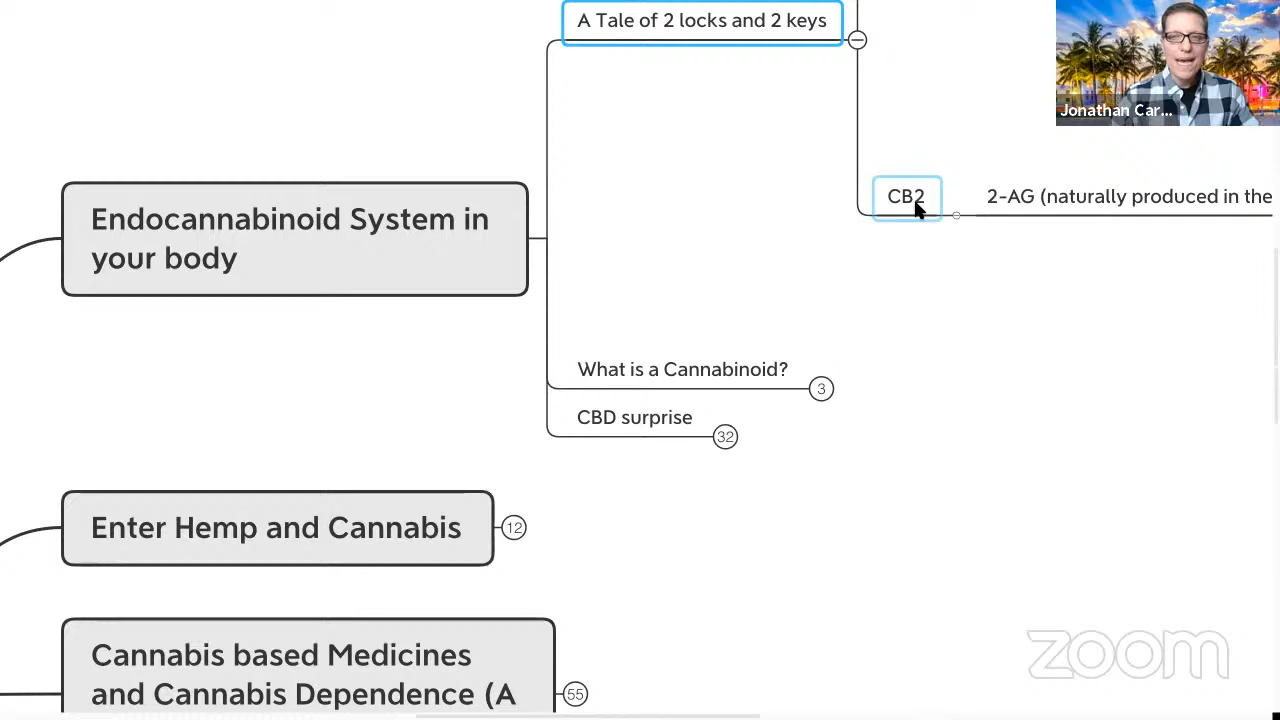 A Tale of 2 locks and 2 keys
Jonathan Car...
CB2
2-AG (naturally produced in the
Endocannabinoid System in
your body
What is a Cannabinoid?
3
CBD surprise
32
Enter Hemp and Cannabis
12
Cannabis based Medicines
and Cannabis Dependence (A
55
zoom